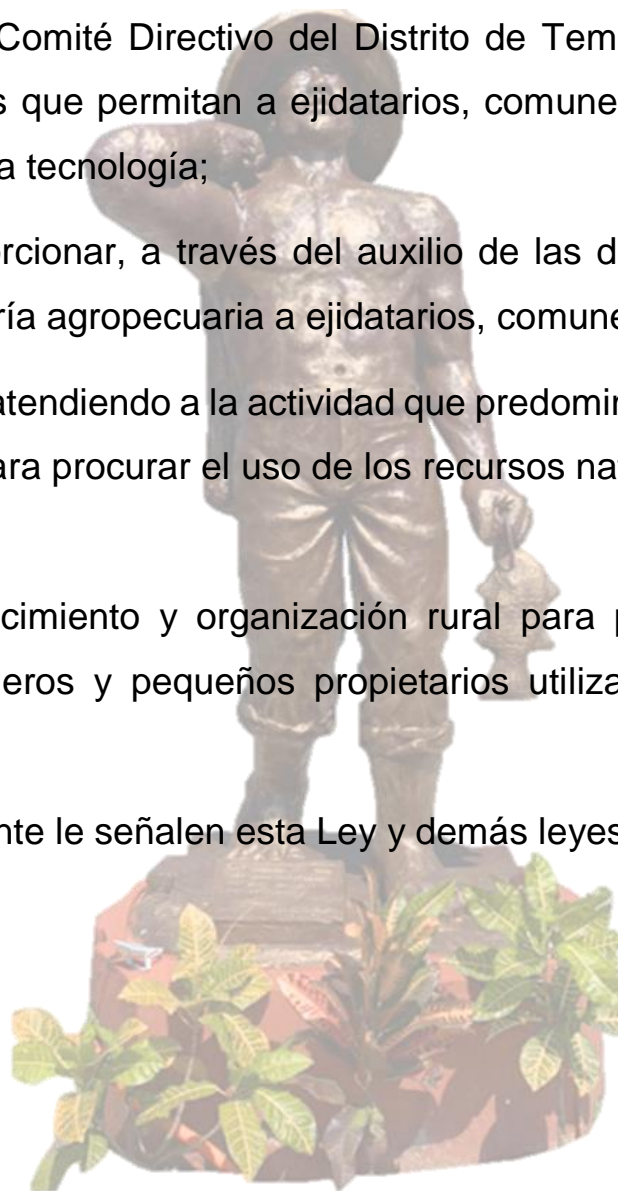 Comité Directivo del Distrito de Tem
s que permitan a ejidatarios, comune
a tecnología;
orcionar, a través del auxilio de las d
ría agropecuaria a ejidatarios, comune
atendiendo a la actividad que predomin
ara procurar el uso de los recursos na
cimiento y organización rural para p
eros y pequeños propietarios utiliza
nte le señalen esta Ley y demás leyes